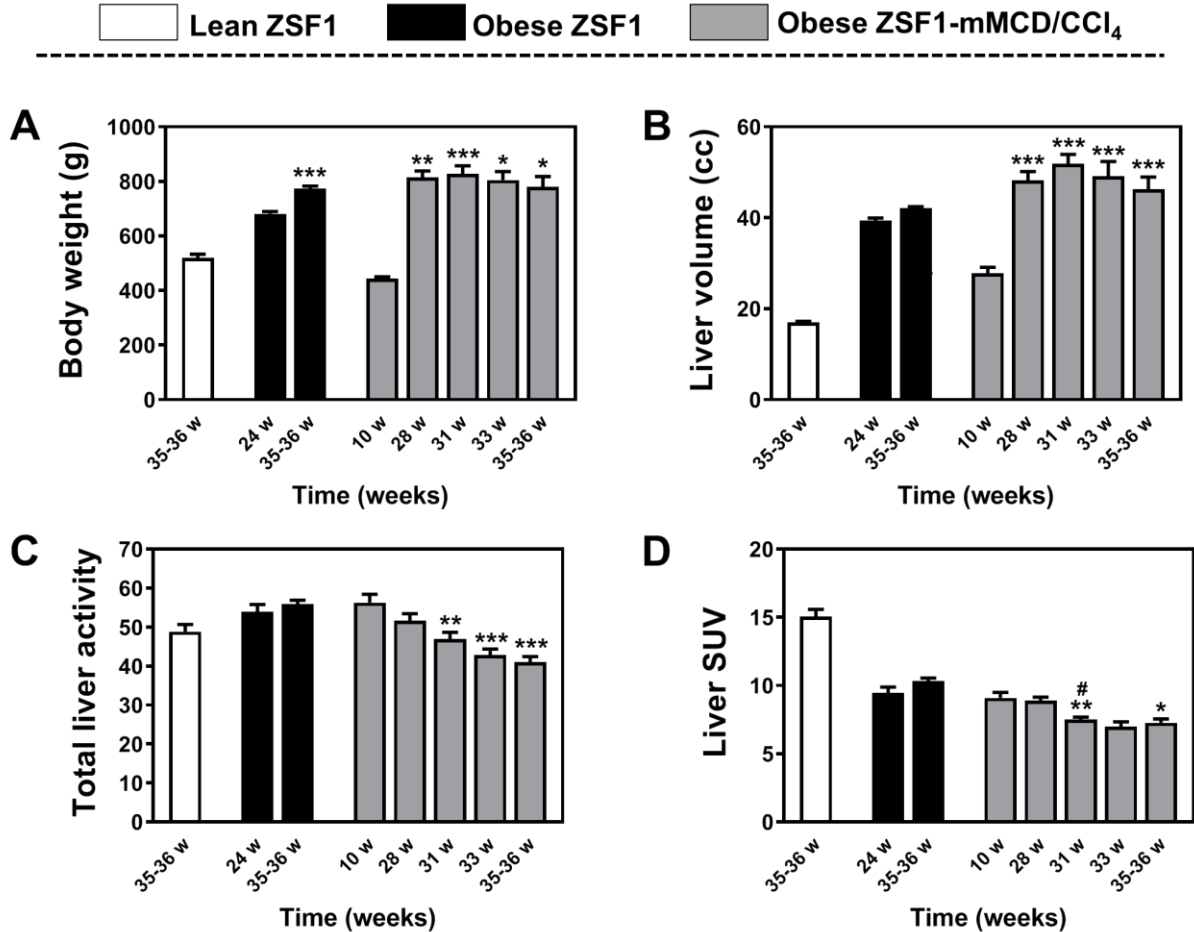 Lean ZSF1 Obese ZSF1 Obese ZSF1-mMCD/CCl₄
A
Body weight (g)
1000
800
600
400
200
0
*** ** *** * *
35-36 w 24 w 35-36 w 10 w 28 w 31 w 33 w 35-36 w
Time (weeks)
B
Liver volume (cc)
60
40
20
0
*** *** *** ***
35-36 w 24 w 35-36 w 10 w 28 w 31 w 33 w 35-36 w
Time (weeks)
C
Total liver activity
70
60
50
40
30
20
10
0
** *** ***
35-36 w 24 w 35-36 w 10 w 28 w 31 w 33 w 35-36 w
Time (weeks)
D
Liver SUV
20
15
10
5
0
#
** *
35-36 w 24 w 35-36 w 10 w 28 w 31 w 33 w 35-36 w
Time (weeks)